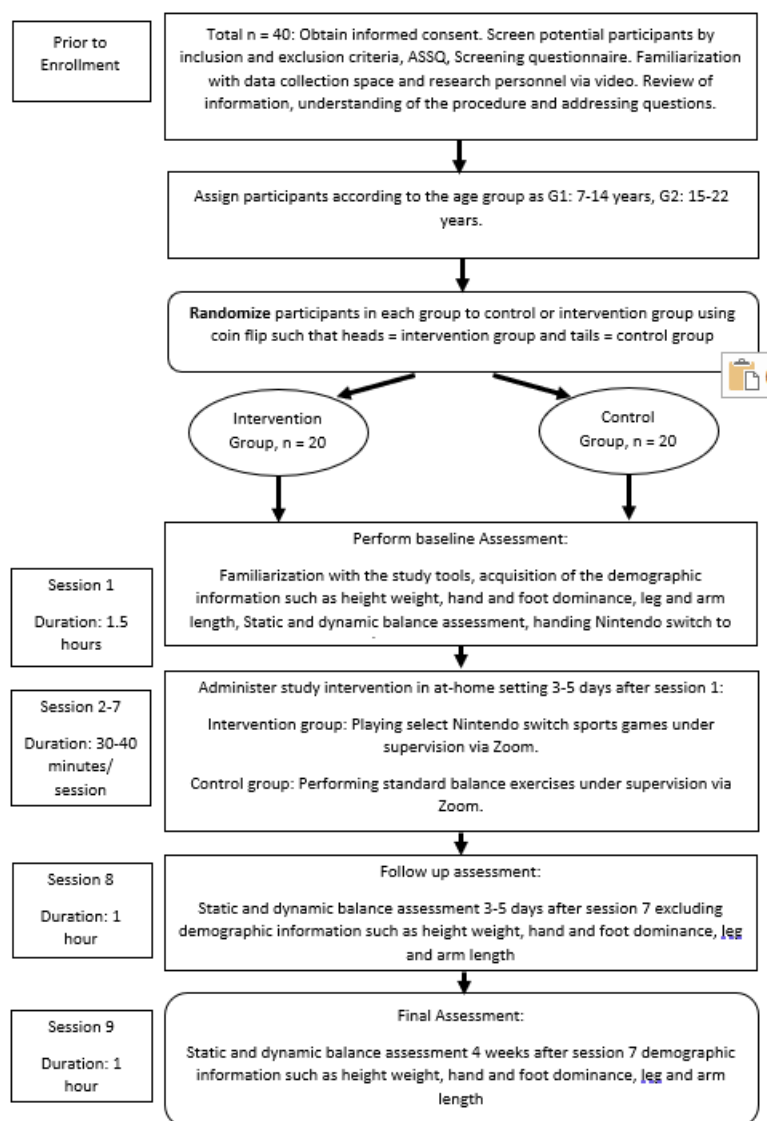 Prior to
Enrollment
Total n = 40: Obtain informed consent. Screen potential participants by
inclusion and exclusion criteria, ASSQ, Screening questionnaire. Familiarization
with data collection space and research personnel via video. Review of
information, understanding of the procedure and addressing questions.
Assign participants according to the age group as G1: 7-14 years, G2: 15-22
years.
Randomize participants in each group to control or intervention group using
coin flip such that heads = intervention group and tails = control group
Intervention
Group, n = 20
Control
Group, n = 20
Session 1
Duration: 1.5
hours
Perform baseline Assessment:
Familiarization with the study tools, acquisition of the demographic
information such as height weight, hand and foot dominance, leg and arm
length, Static and dynamic balance assessment, handing Nintendo switch to
Session 2-7
Duration: 30-40
minutes/
session
Administer study intervention in at-home setting 3-5 days after session 1:
Intervention group: Playing select Nintendo switch sports games under
supervision via Zoom.
Control group: Performing standard balance exercises under supervision via
Zoom.
Session 8
Duration: 1
hour
Follow up assessment:
Static and dynamic balance assessment 3-5 days after session 7 excluding
demographic information such as height weight, hand and foot dominance, leg
and arm length
Session 9
Duration: 1
hour
Final Assessment:
Static and dynamic balance assessment 4 weeks after session 7 demographic
information such as height weight, hand and foot dominance, leg and arm
length